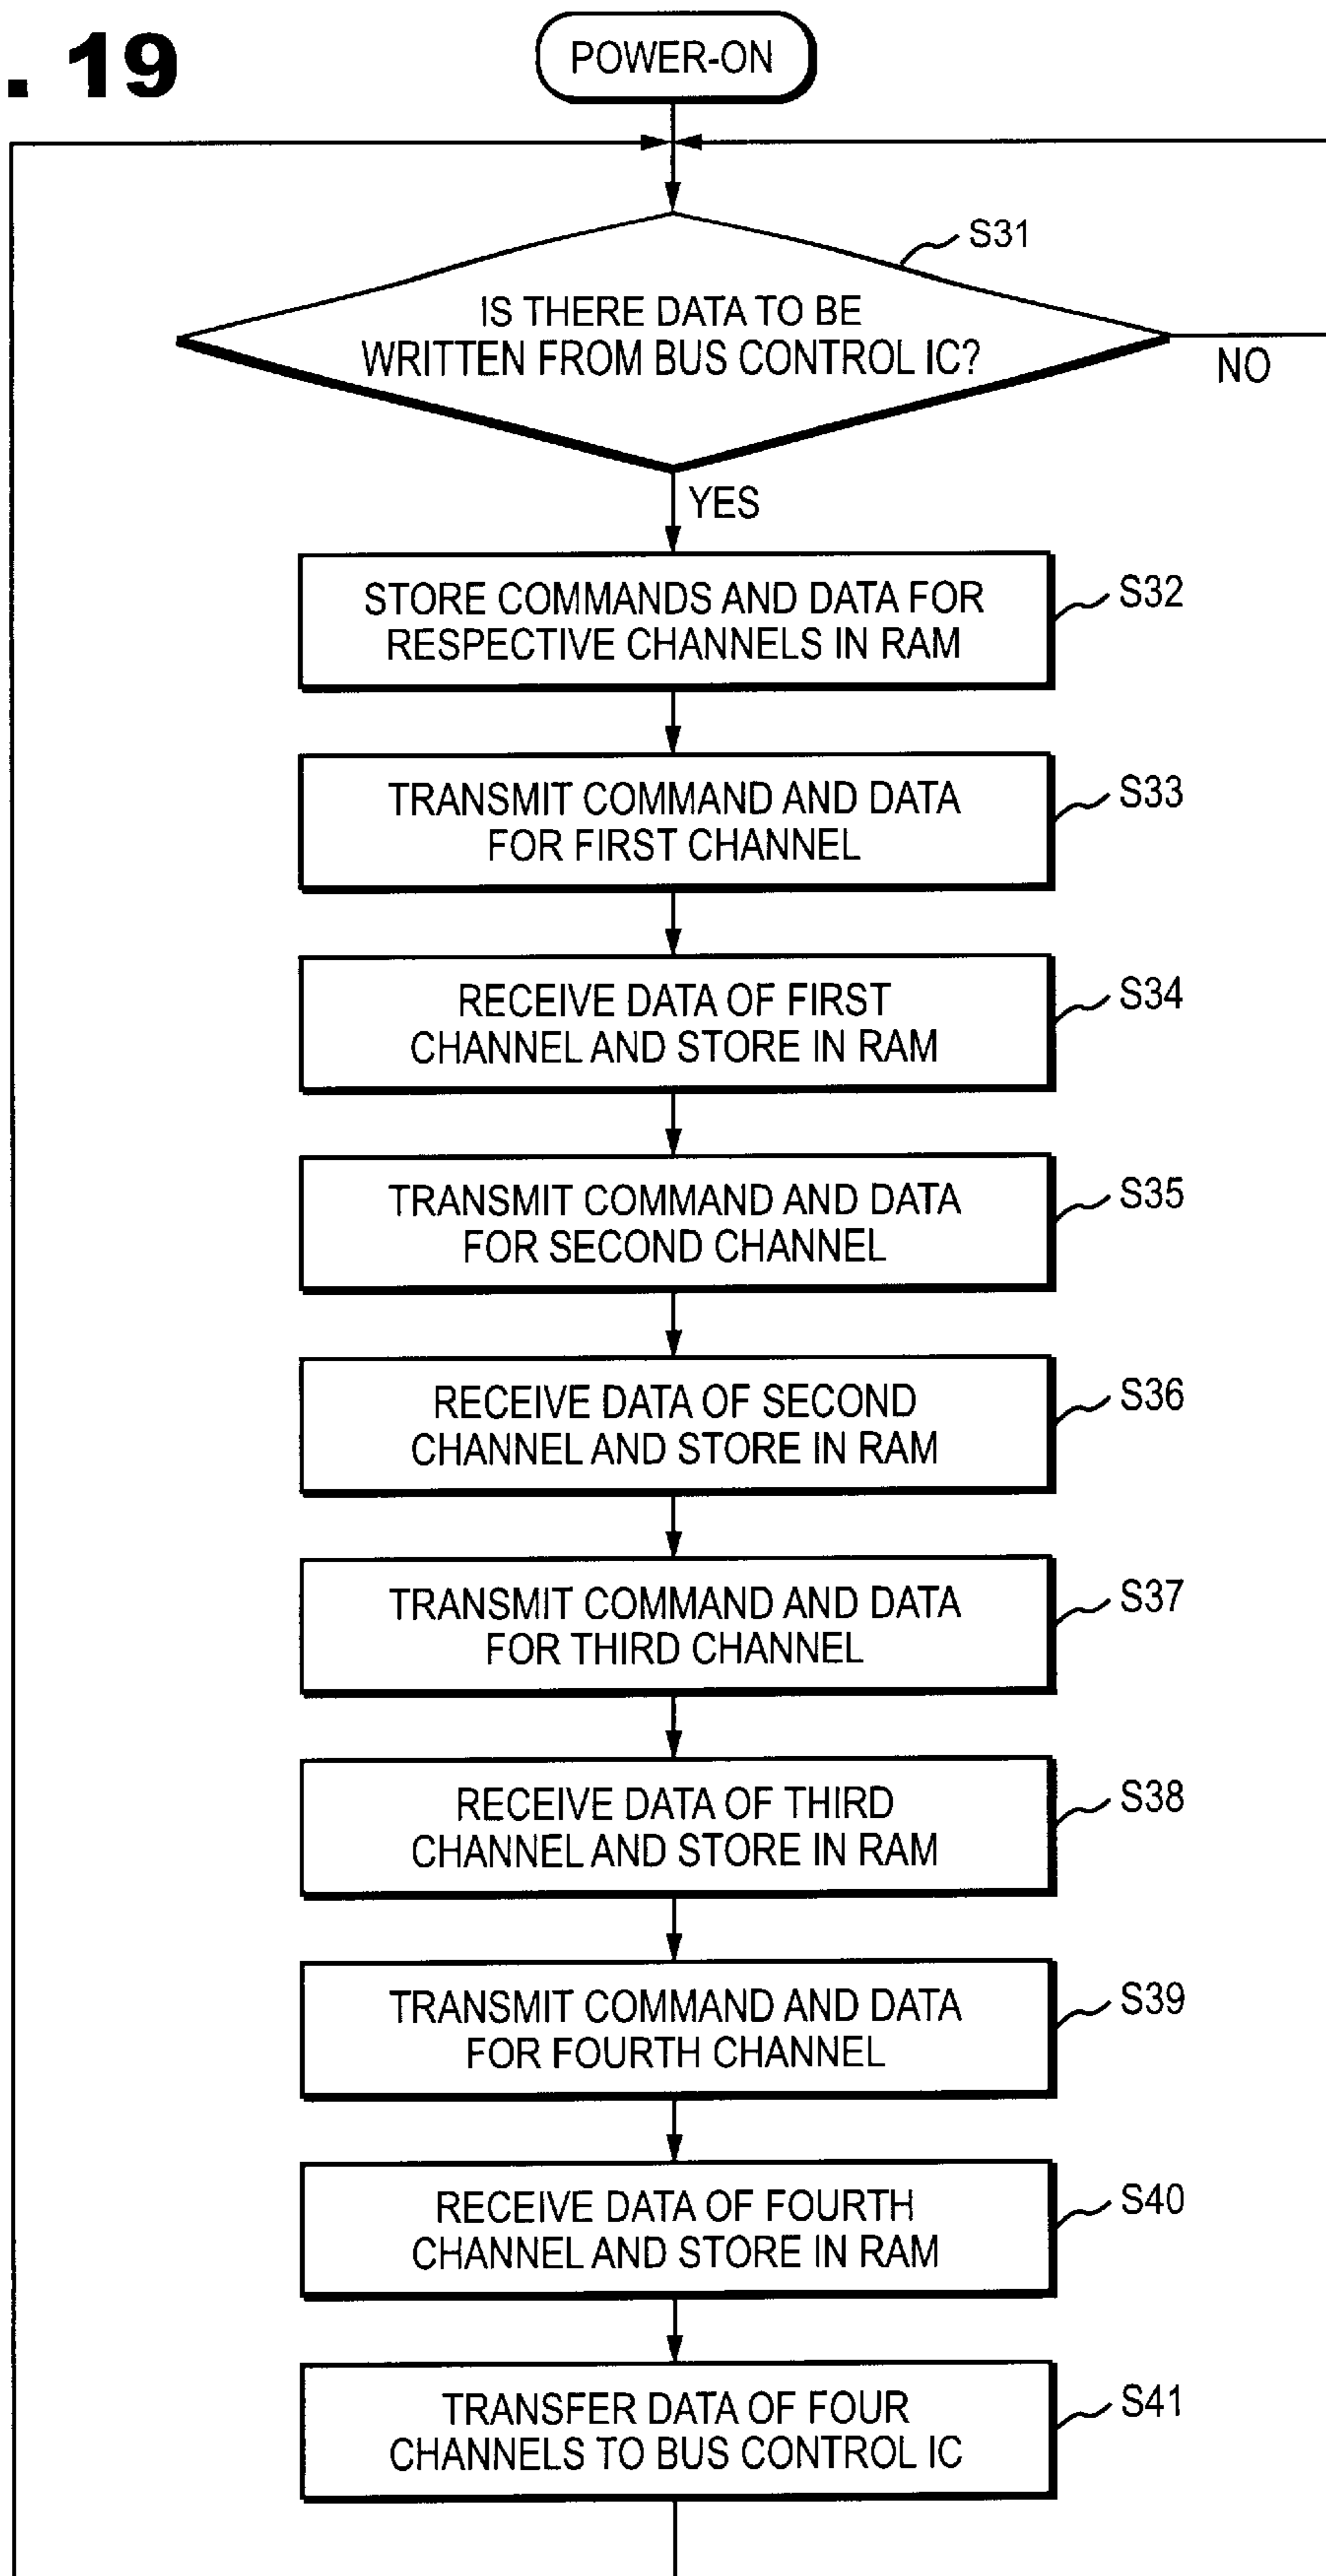 . 19
POWER-ON
S31
IS THERE DATA TO BE
WRITTEN FROM BUS CONTROL IC?
NO
YES
STORE COMMANDS AND DATA FOR
RESPECTIVE CHANNELS IN RAM
S32
TRANSMIT COMMAND AND DATA
FOR FIRST CHANNEL
S33
RECEIVE DATA OF FIRST
CHANNEL AND STORE IN RAM
S34
TRANSMIT COMMAND AND DATA
FOR SECOND CHANNEL
S35
RECEIVE DATA OF SECOND
CHANNEL AND STORE IN RAM
S36
TRANSMIT COMMAND AND DATA
FOR THIRD CHANNEL
S37
RECEIVE DATA OF THIRD
CHANNEL AND STORE IN RAM
S38
TRANSMIT COMMAND AND DATA
FOR FOURTH CHANNEL
S39
RECEIVE DATA OF FOURTH
CHANNEL AND STORE IN RAM
S40
TRANSFER DATA OF FOUR
CHANNELS TO BUS CONTROL IC
S41